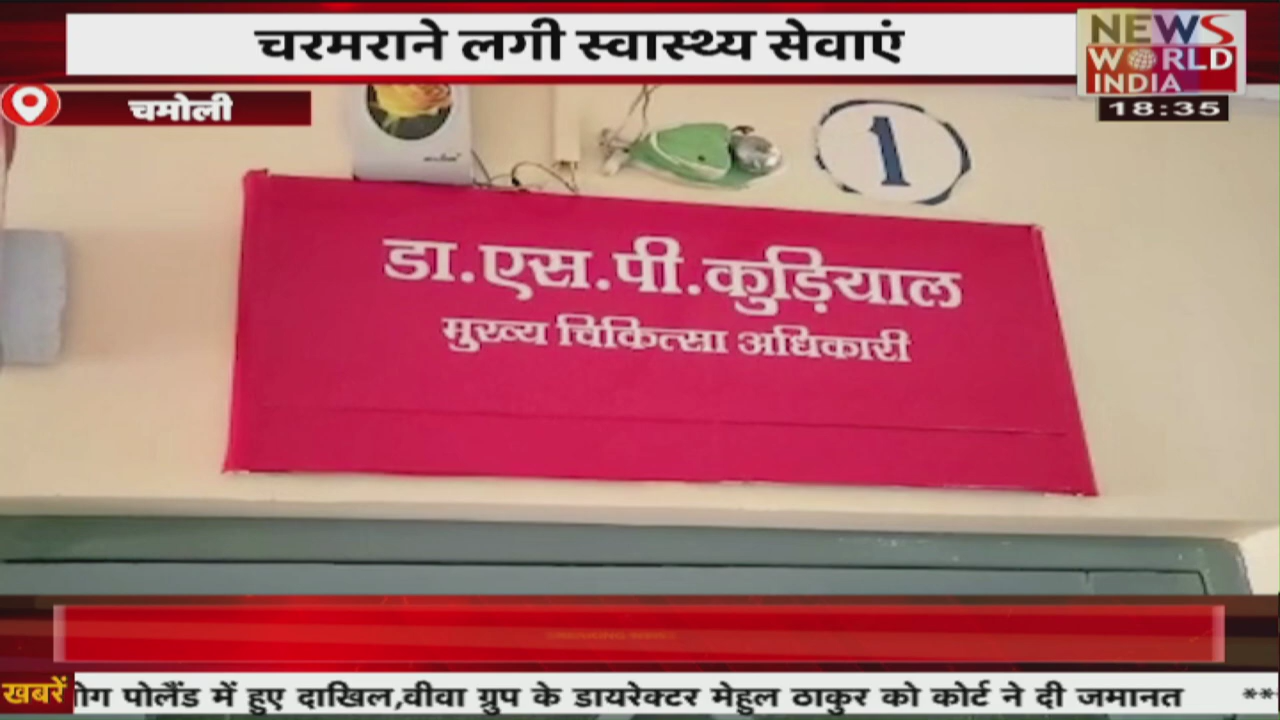 चरमराने लगी स्वास्थ्य सेवाएं
NEWS
WORLD
INDIA
18:35
चमोली
1
डा.एस.पी.कुड़ियाल
मुख्य चिकित्सा अधिकारी
खबरें
ोग पोलैंड में हुए दाखिल,वीवा ग्रुप के डायरेक्टर मेहुल ठाकुर को कोर्ट ने दी जमानत **